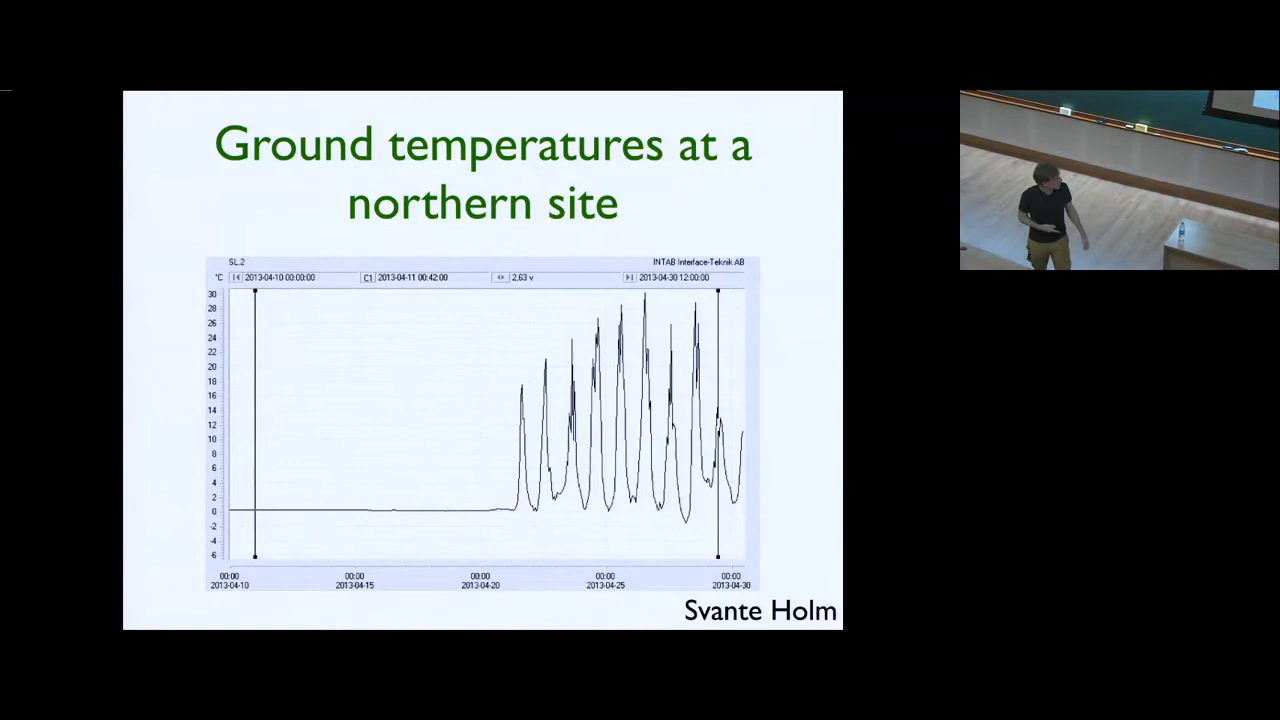 Ground temperatures at a
northern site
SL.2 INTAB Interface-Teknik AB
°C 2013-04-10 00:00:00 C1 2013-04-11 00:42:00 2,63 v 2013-04-30 12:00:00
30
28
26
24
22
20
18
16
14
12
10
8
6
4
2
0
-2
-4
-6
00:00 00:00 00:00 00:00 00:00
2013-04-10 2013-04-15 2013-04-20 2013-04-25 2013-04-30
Svante Holm